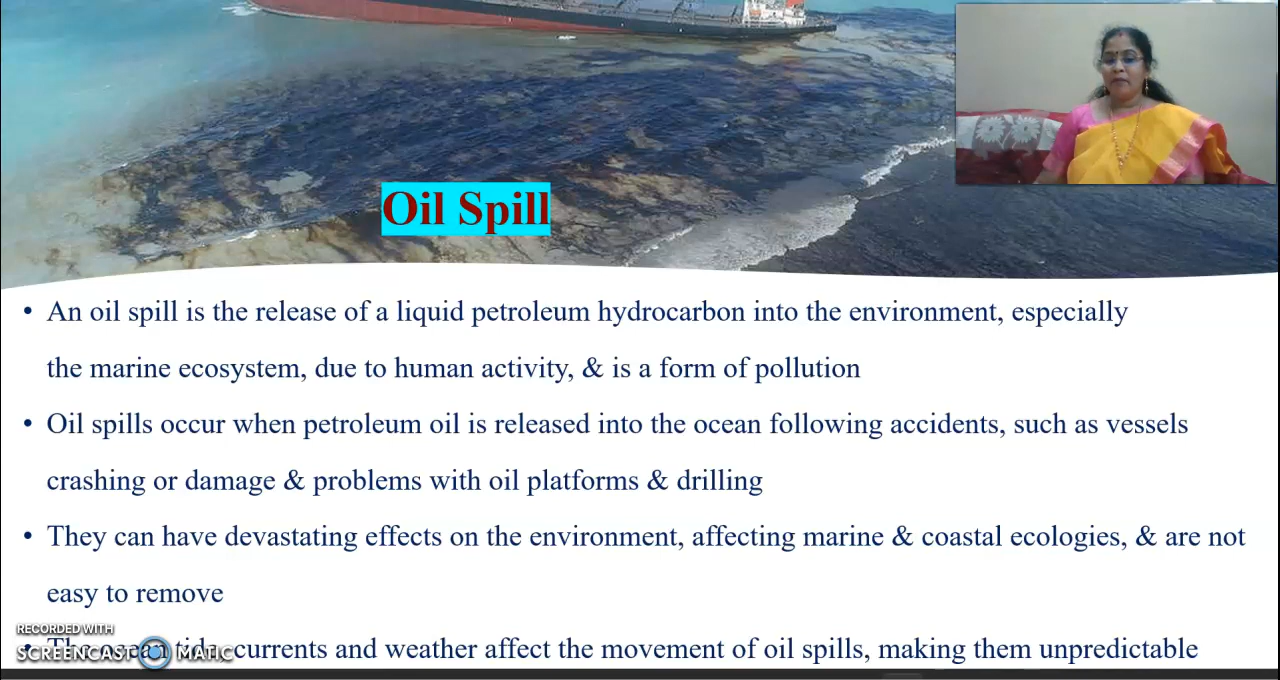 Oil Spill
• An oil spill is the release of a liquid petroleum hydrocarbon into the environment, especially
the marine ecosystem, due to human activity, & is a form of pollution
• Oil spills occur when petroleum oil is released into the ocean following accidents, such as vessels
crashing or damage & problems with oil platforms & drilling
• They can have devastating effects on the environment, affecting marine & coastal ecologies, & are not
easy to remove
RECORDED WITH
SCREENCAST MATIC
• The ocean tide currents and weather affect the movement of oil spills, making them unpredictable